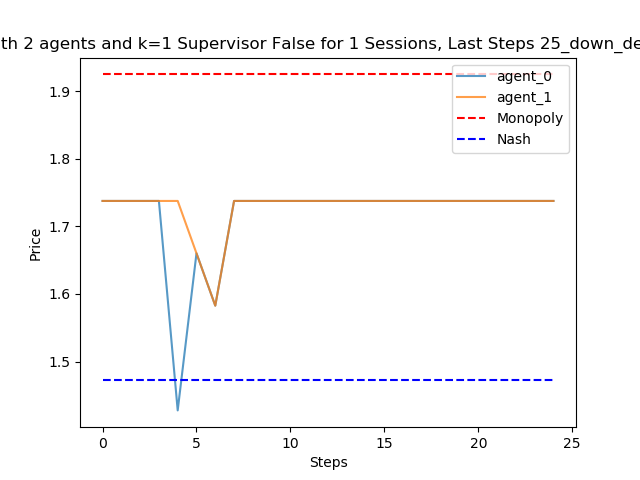 th 2 agents and k=1 Supervisor False for 1 Sessions, Last Steps 25_down_de
agent_0
agent_1
Monopoly
Nash
Price
1.9
1.8
1.7
1.6
1.5
0
5
10
15
20
25
Steps